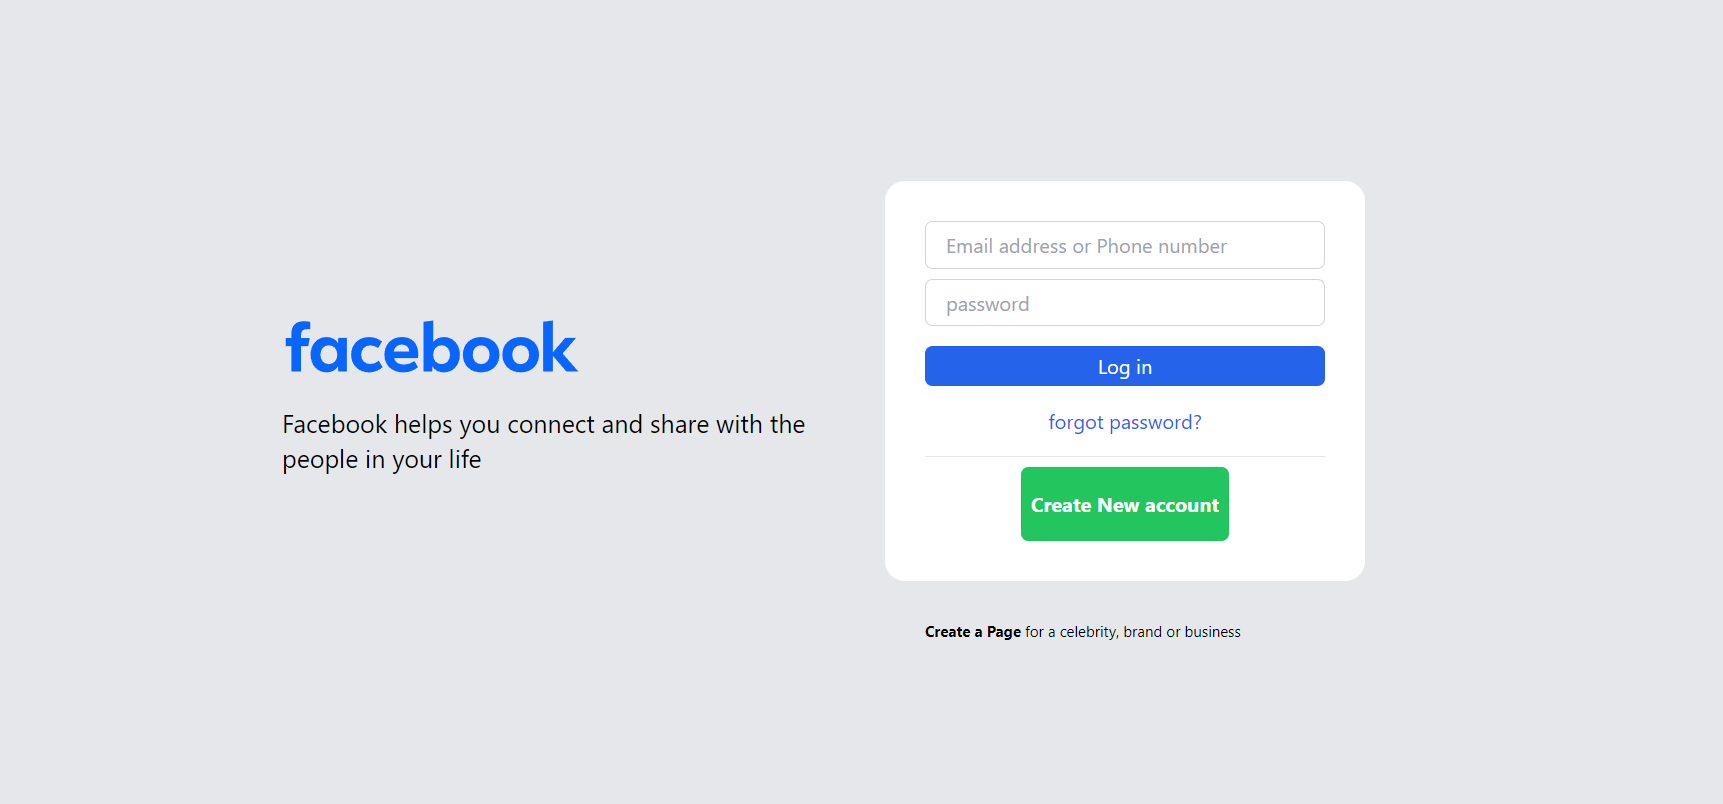 facebook
Facebook helps you connect and share with the
people in your life
Email address or Phone number
password
Log in
forgot password?
Create New account
Create a Page for a celebrity, brand or business